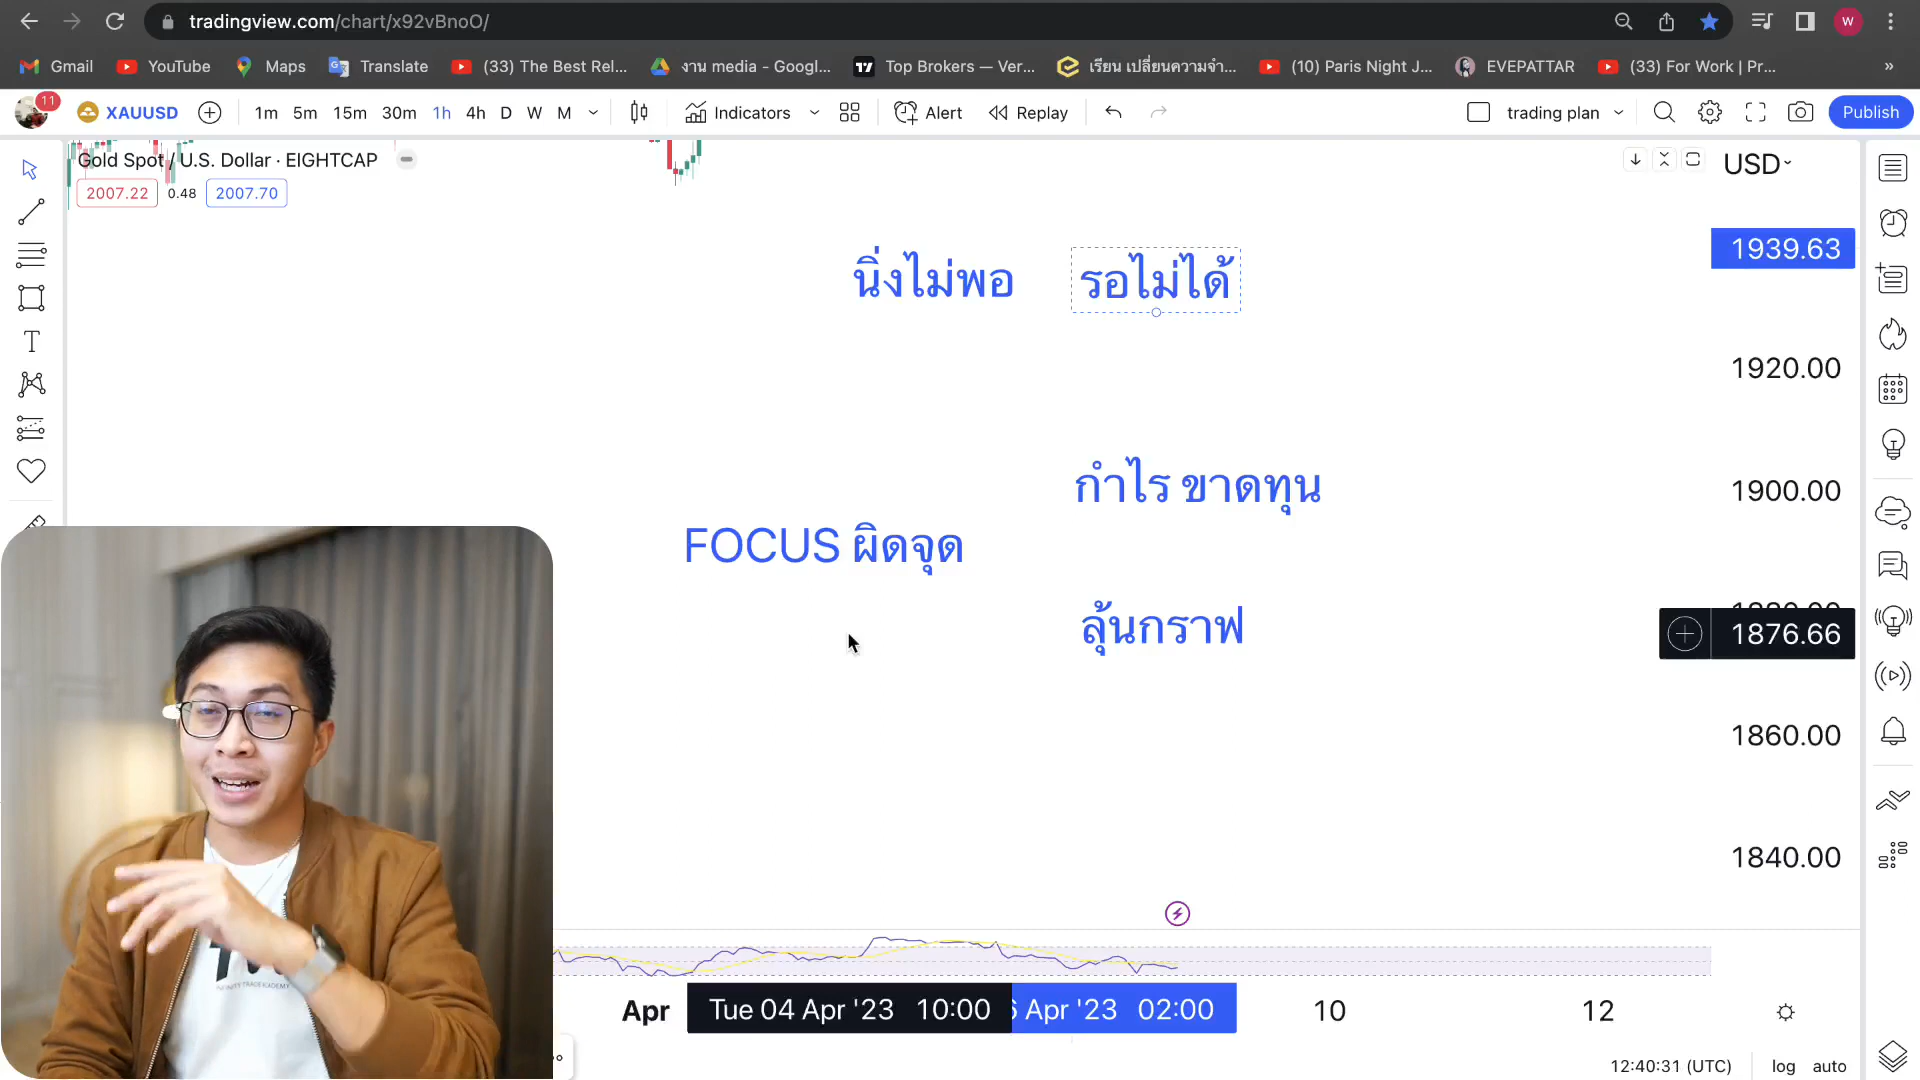 tradingview.com/chart/x92vBnoO/
W
Gmail YouTube Maps Translate (33) The Best Rel... งาน media - Googl... Top Brokers — Ver... เรียน เปลี่ยนความจำ... (10) Paris Night J... EVEPATTAR (33) For Work | Pr... »
11 XAUUSD 1m 5m 15m 30m 1h 4h D W M Indicators Alert Replay trading plan Publish
Gold Spot / U.S. Dollar · EIGHTCAP
USD
2007.22 0.48 2007.70
1939.63
นิ่งไม่พอ รอไม่ได้
1920.00
กำไร ขาดทุน
1900.00
FOCUS ผิดจุด
ลุ้นกราฟ
1876.66
1860.00
1840.00
Apr Tue 04 Apr '23 10:00 Apr '23 02:00 10 12
12:40:31 (UTC) log auto